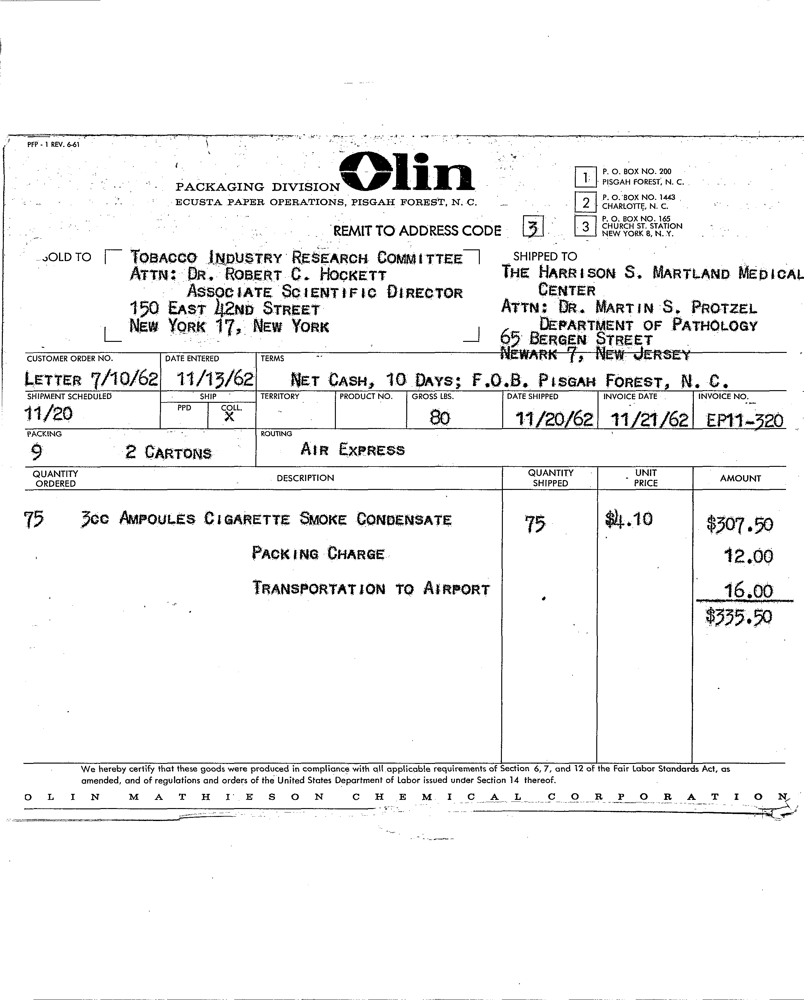 PFP - 1 REV. 6-61
Olin
PACKAGING DIVISION
ECUSTA PAPER OPERATIONS, PISGAH FOREST, N. C.
1 P. O. BOX NO. 200
PISGAH FOREST, N. C.
2 P. O. BOX NO. 1443
CHARLOTTE, N. C.
3 P. O. BOX NO. 165
CHURCH ST. STATION
NEW YORK 8, N. Y.
REMIT TO ADDRESS CODE 3
SOLD TO
TOBACCO INDUSTRY RESEARCH COMMITTEE
ATTN: DR. ROBERT C. HOCKETT
ASSOCIATE SCIENTIFIC DIRECTOR
150 EAST 42ND STREET
NEW YORK 17, NEW YORK
SHIPPED TO
THE HARRISON S. MARTLAND MEDICAL
CENTER
ATTN: DR. MARTIN S. PROTZEL
DEPARTMENT OF PATHOLOGY
65 BERGEN STREET
NEWARK 7, NEW JERSEY
CUSTOMER ORDER NO. DATE ENTERED TERMS
LETTER 7/10/62 11/13/62 NET CASH, 10 DAYS; F.O.B. PISGAH FOREST, N. C.
SHIPMENT SCHEDULED SHIP TERRITORY PRODUCT NO. GROSS LBS. DATE SHIPPED INVOICE DATE INVOICE NO.
PPD COLL.
11/20 X 80 11/20/62 11/21/62 EP11-320
PACKING ROUTING
9 2 CARTONS AIR EXPRESS
QUANTITY ORDERED DESCRIPTION QUANTITY SHIPPED UNIT PRICE AMOUNT
75 3CC AMPOULES CIGARETTE SMOKE CONDENSATE 75 $4.10 $307.50
PACKING CHARGE 12.00
TRANSPORTATION TO AIRPORT 16.00
$335.50
We hereby certify that these goods were produced in compliance with all applicable requirements of Section 6, 7, and 12 of the Fair Labor Standards Act, as
amended, and of regulations and orders of the United States Department of Labor issued under Section 14 thereof.
OLIN MATHIESON CHEMICAL CORPORATION